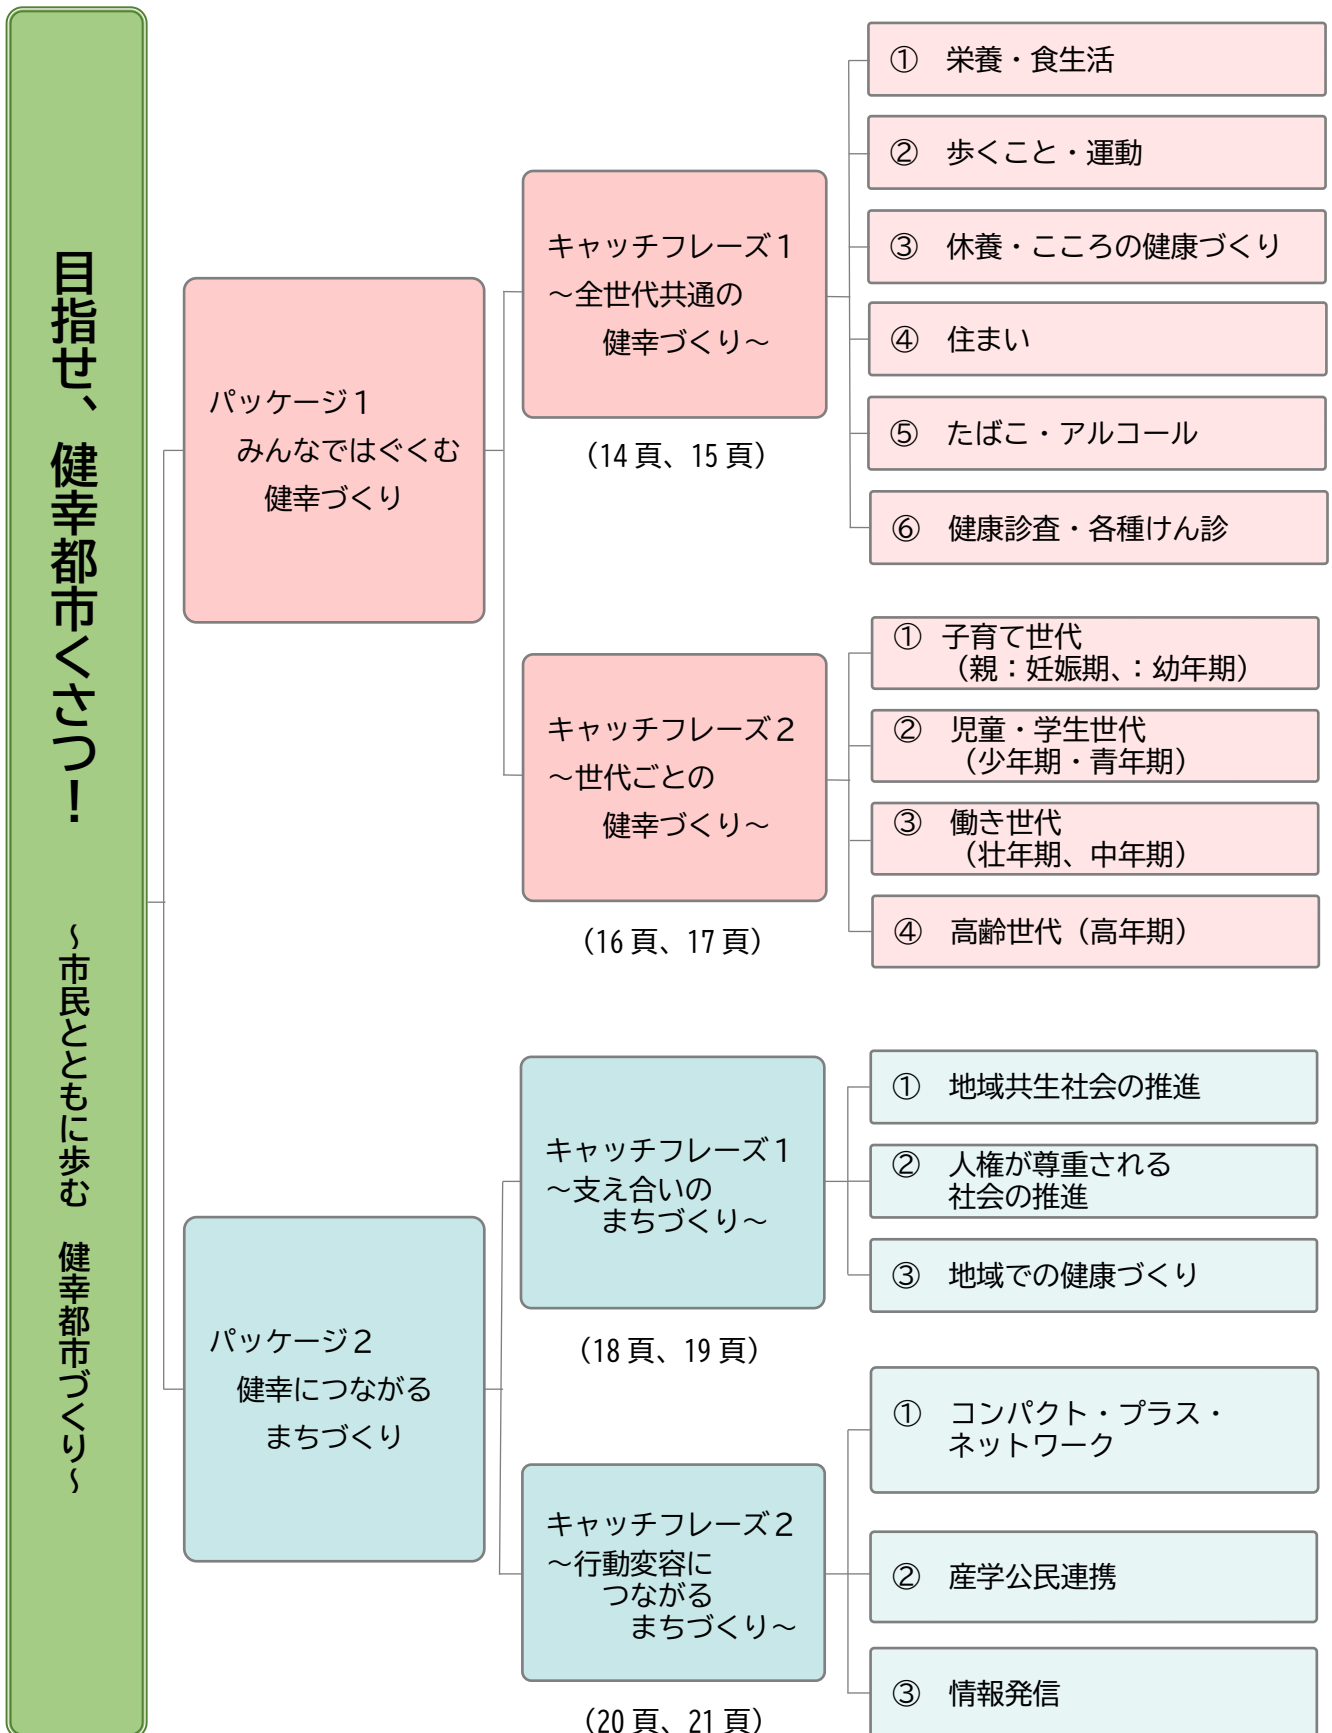 目指せ、健幸都市くさつ！
～市民とともに歩む　健幸都市づくり～
パッケージ１
みんなではぐくむ
健幸づくり
キャッチフレーズ１
～全世代共通の
健幸づくり～
（14 頁、15 頁）
①　栄養・食生活
②　歩くこと・運動
③　休養・こころの健康づくり
④　住まい
⑤　たばこ・アルコール
⑥　健康診査・各種けん診
キャッチフレーズ２
～世代ごとの
健幸づくり～
（16 頁、17 頁）
①　子育て世代
（親：妊娠期、：幼年期）
②　児童・学生世代
（少年期・青年期）
③　働き世代
（壮年期、中年期）
④　高齢世代（高年期）
パッケージ２
健幸につながる
まちづくり
キャッチフレーズ１
～支え合いの
まちづくり～
（18 頁、19 頁）
①　地域共生社会の推進
②　人権が尊重される
社会の推進
③　地域での健康づくり
キャッチフレーズ２
～行動変容に
つながる
まちづくり～
（20 頁、21 頁）
①　コンパクト・プラス・
ネットワーク
②　産学公民連携
③　情報発信